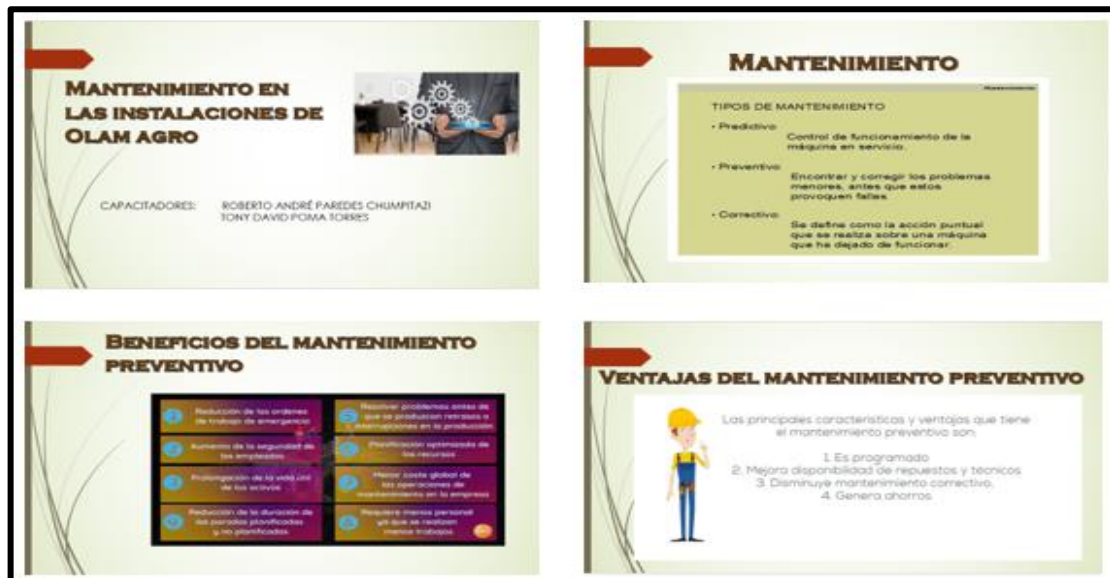 MANTENIMIENTO EN
LAS INSTALACIONES DE
OLAM AGRO
CAPACITADORES: ROBERTO ANDRÉ PAREDES CHUMPITAZI
TONY DAVID POMA TORRES
MANTENIMIENTO
Mantenimiento
TIPOS DE MANTENIMIENTO
• Predictivo
Control de funcionamiento de la
máquina en servicio.
• Preventivo
Encontrar y corregir los problemas
menores, antes que estos
provoquen fallas
• Correctivo
Se define como la acción puntual
que se realiza sobre una máquina
que ha dejado de funcionar.
BENEFICIOS DEL MANTENIMIENTO
PREVENTIVO
Reducción de las ordenes
de trabajo de emergencia
Aumento de la seguridad de
los empleados
Prolongación de la vida útil
de los activos
Reducción de la duración de
las paradas planificadas
y no planificadas
Resolver problemas antes de
que se produzcan retrasos o
interrupciones en la producción
Planificación optimizada de
los recursos
Menor coste global de
las operaciones de
mantenimiento en la empresa
Requiere menos personal
ya que se realizan
menos trabajos
VENTAJAS DEL MANTENIMIENTO PREVENTIVO
Las principales características y ventajas que tiene
el mantenimiento preventivo son:
1. Es programado
2. Mejora disponibilidad de repuestos y técnicos
3. Disminuye mantenimiento correctivo.
4. Genera ahorros